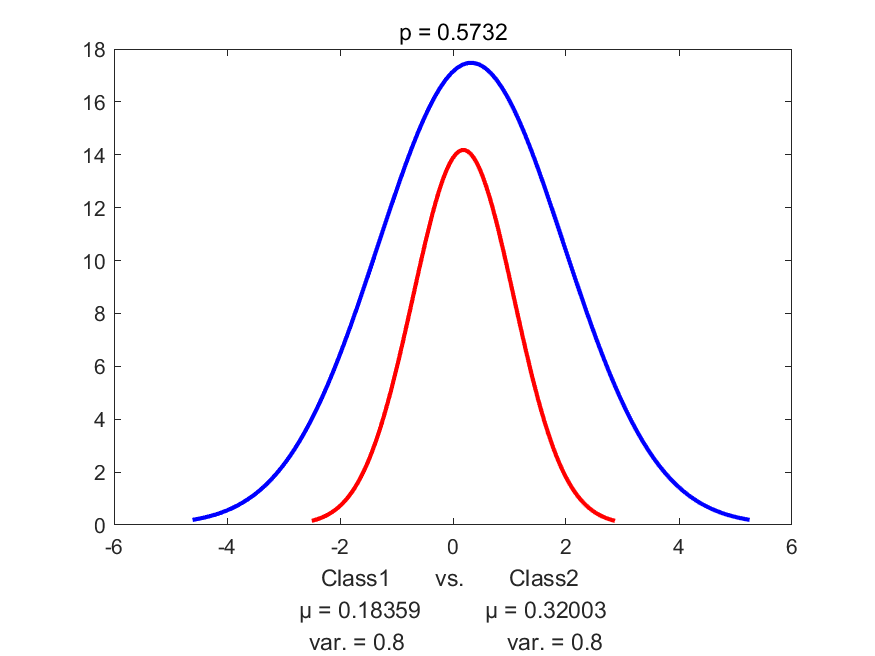 p = 0.5732
18
16
14
12
10
8
6
4
2
0
-6 -4 -2 0 2 4 6
Class1 vs. Class2
μ = 0.18359 μ = 0.32003
var. = 0.8 var. = 0.8